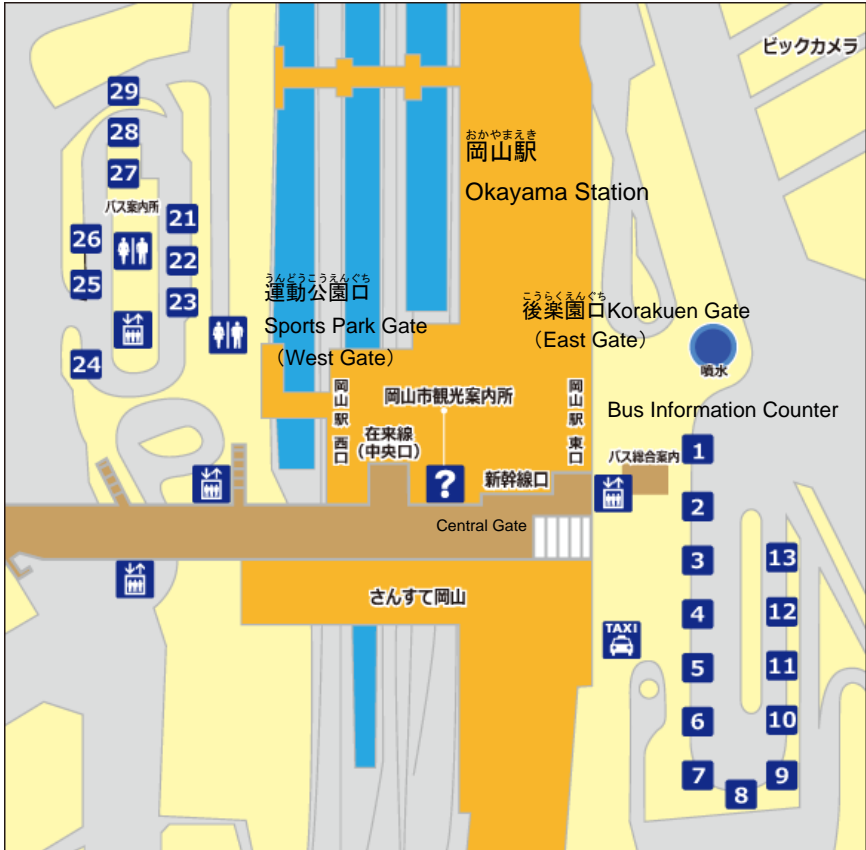 ビックカメラ
29
28
27
バス案内所
26
25
24
21
22
23
おかやまえき
岡山駅
Okayama Station
うんどうこうえんぐち
運動公園口
Sports Park Gate
（West Gate）
こうらくえんぐち
後楽園口Korakuen Gate
（East Gate）
噴水
岡山駅 西口
岡山市観光案内所
在来線
（中央口）
?
新幹線口
岡山駅 東口
Bus Information Counter
バス総合案内
Central Gate
さんすて岡山
TAXI
1
2
3
4
5
6
7
8
9
10
11
12
13